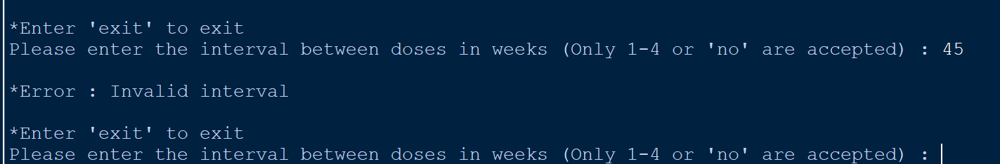 *Enter 'exit' to exit
Please enter the interval between doses in weeks (Only 1-4 or 'no' are accepted) : 45
*Error : Invalid interval
*Enter 'exit' to exit
Please enter the interval between doses in weeks (Only 1-4 or 'no' are accepted) :